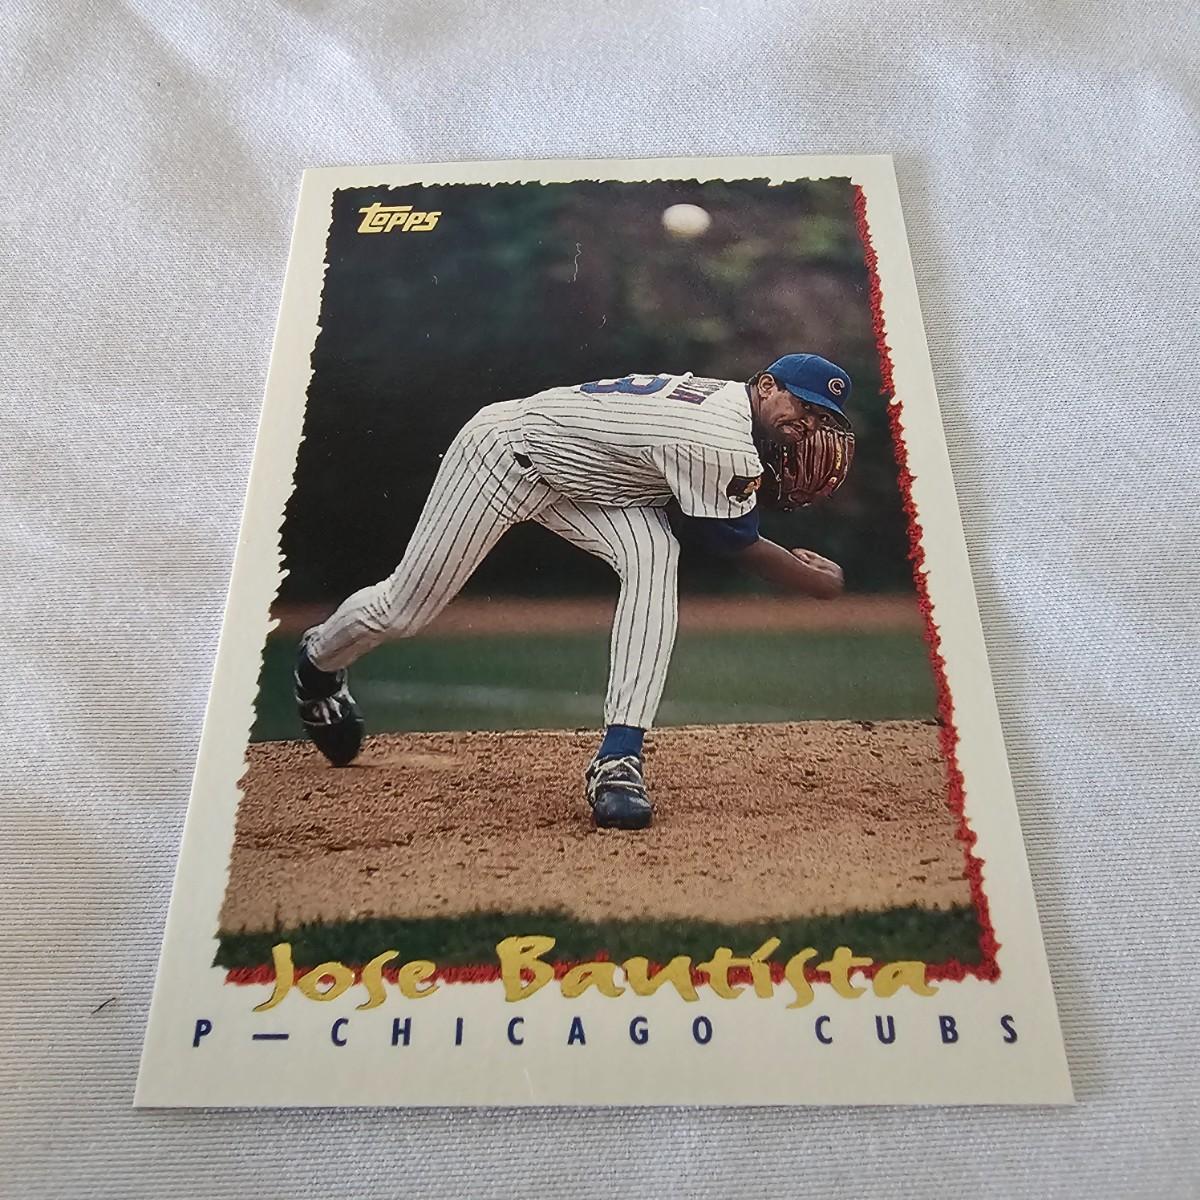 topps
Jose Bautista
P—CHICAGO CUBS